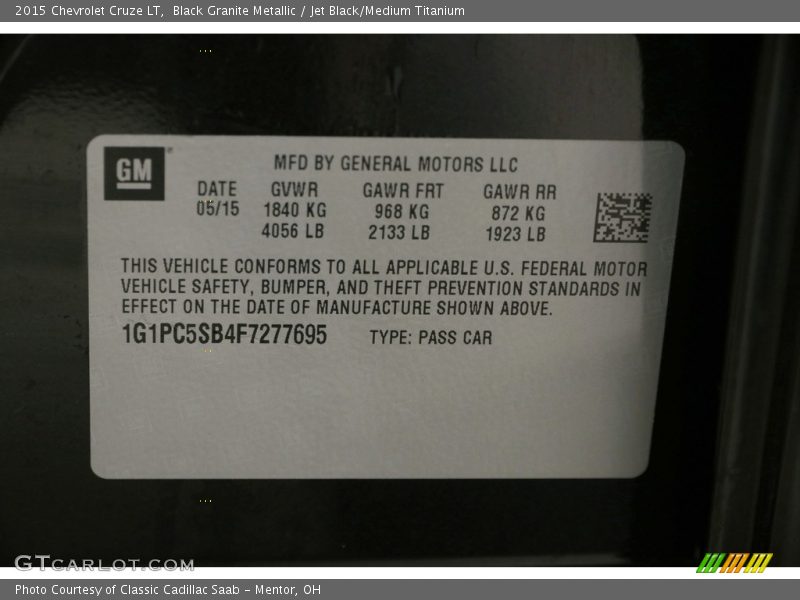 2015 Chevrolet Cruze LT, Black Granite Metallic / Jet Black/Medium Titanium
GM
MFD BY GENERAL MOTORS LLC
DATE GVWR GAWR FRT GAWR RR
05/15 1840 KG 968 KG 872 KG
4056 LB 2133 LB 1923 LB
THIS VEHICLE CONFORMS TO ALL APPLICABLE U.S. FEDERAL MOTOR
VEHICLE SAFETY, BUMPER, AND THEFT PREVENTION STANDARDS IN
EFFECT ON THE DATE OF MANUFACTURE SHOWN ABOVE.
1G1PC5SB4F7277695 TYPE: PASS CAR
GTCARLOT.COM
Photo Courtesy of Classic Cadillac Saab - Mentor, OH